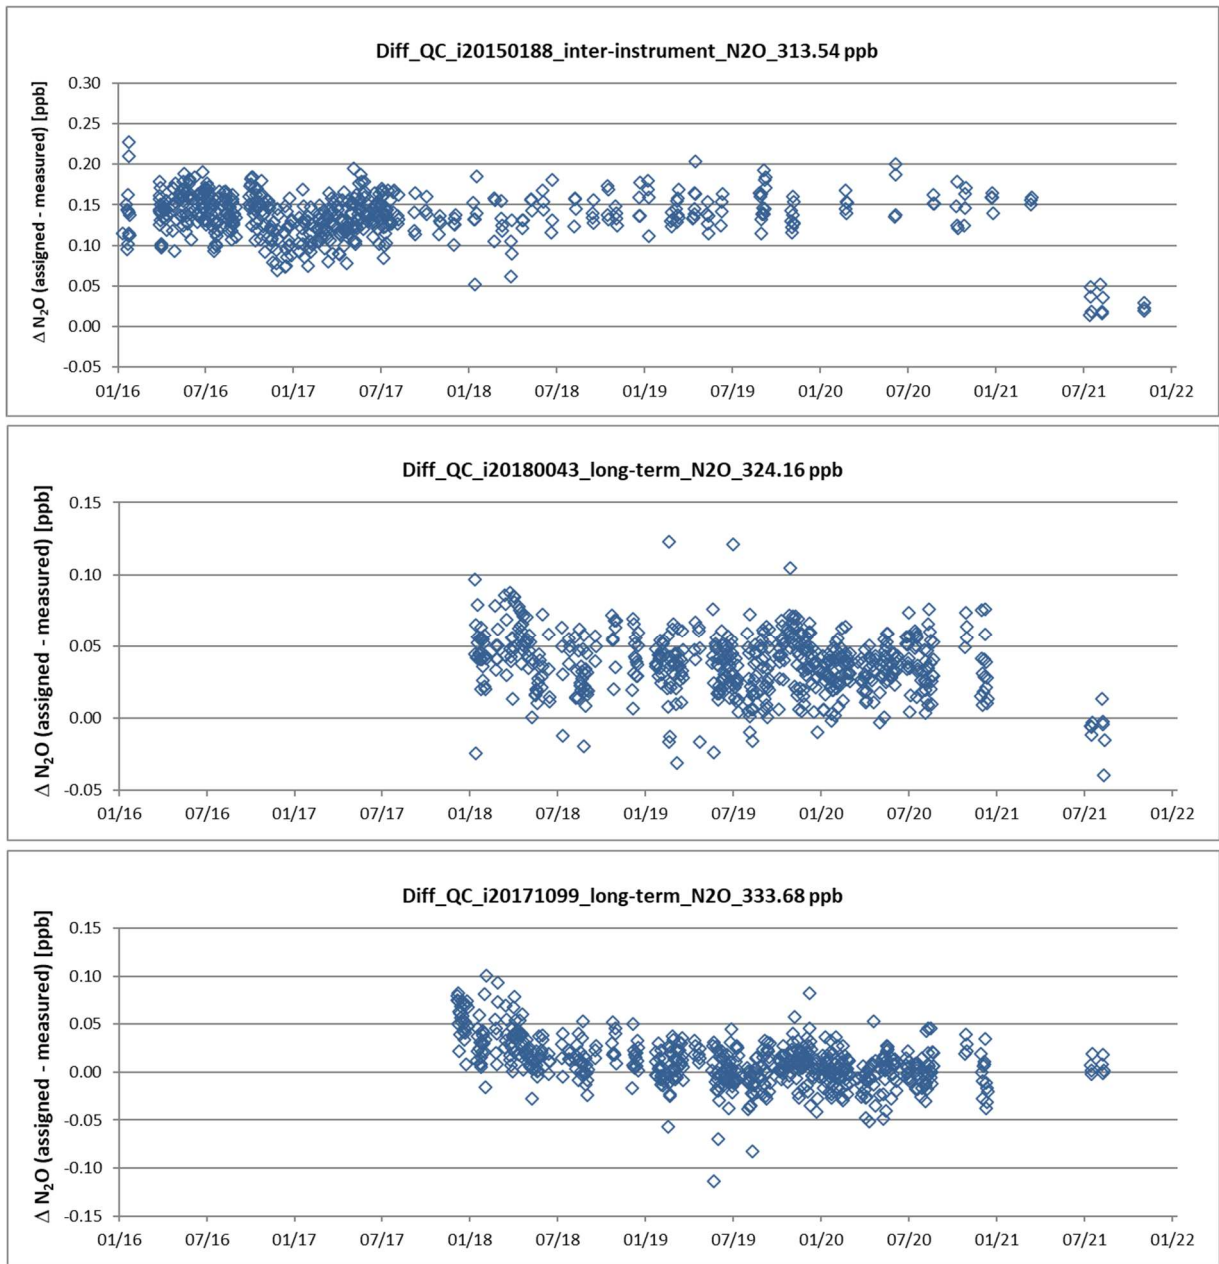 Diff_QC_i20150188_inter-instrument_N2O_313.54 ppb
Δ N₂O (assigned - measured) [ppb]
0.30
0.25
0.20
0.15
0.10
0.05
0.00
-0.05
01/16 07/16 01/17 07/17 01/18 07/18 01/19 07/19 01/20 07/20 01/21 07/21 01/22
Diff_QC_i20180043_long-term_N2O_324.16 ppb
Δ N₂O (assigned - measured) [ppb]
0.15
0.10
0.05
0.00
-0.05
01/16 07/16 01/17 07/17 01/18 07/18 01/19 07/19 01/20 07/20 01/21 07/21 01/22
Diff_QC_i20171099_long-term_N2O_333.68 ppb
Δ N₂O (assigned - measured) [ppb]
0.15
0.10
0.05
0.00
-0.05
-0.10
-0.15
01/16 07/16 01/17 07/17 01/18 07/18 01/19 07/19 01/20 07/20 01/21 07/21 01/22